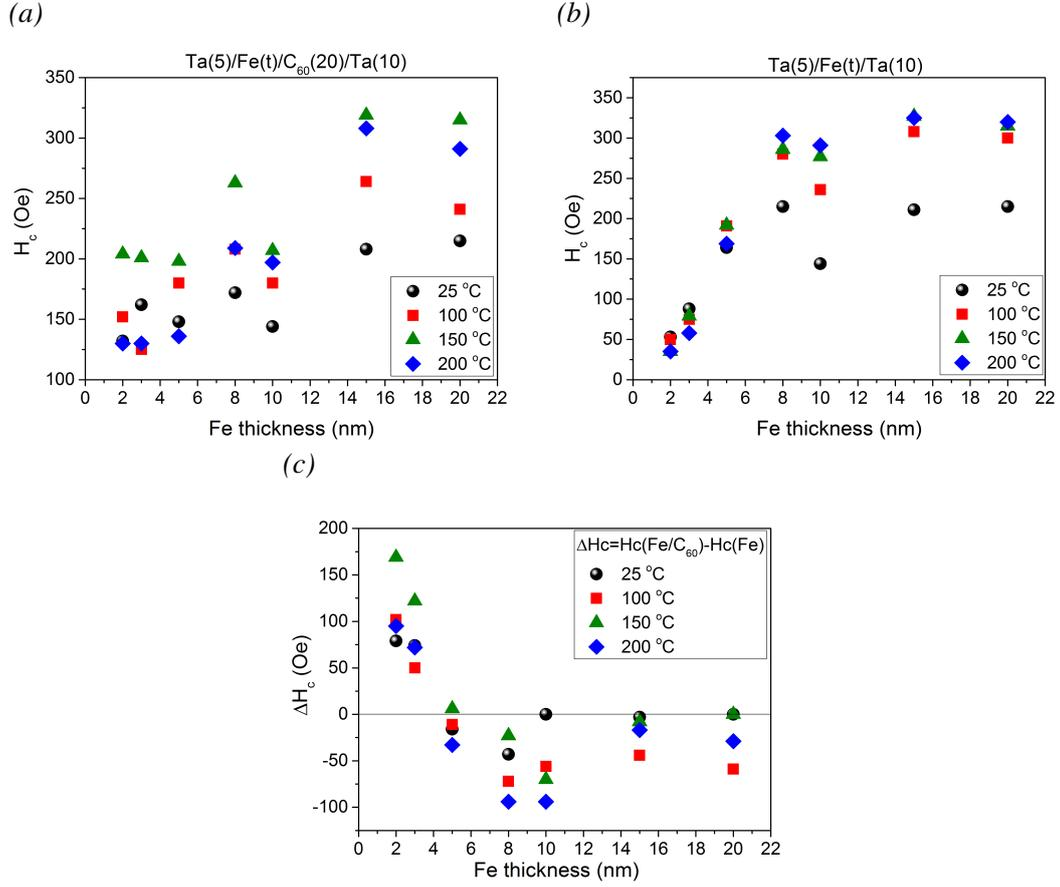 (a)
Ta(5)/Fe(t)/C60(20)/Ta(10)
350
300
250
200
150
100
Hc (Oe)
0 2 4 6 8 10 12 14 16 18 20 22
Fe thickness (nm)
25 °C
100 °C
150 °C
200 °C
(b)
Ta(5)/Fe(t)/Ta(10)
350
300
250
200
150
100
50
0
Hc (Oe)
0 2 4 6 8 10 12 14 16 18 20 22
Fe thickness (nm)
25 °C
100 °C
150 °C
200 °C
(c)
200
150
100
50
0
-50
-100
ΔHc (Oe)
0 2 4 6 8 10 12 14 16 18 20 22
Fe thickness (nm)
ΔHc=Hc(Fe/C60)-Hc(Fe)
25 °C
100 °C
150 °C
200 °C